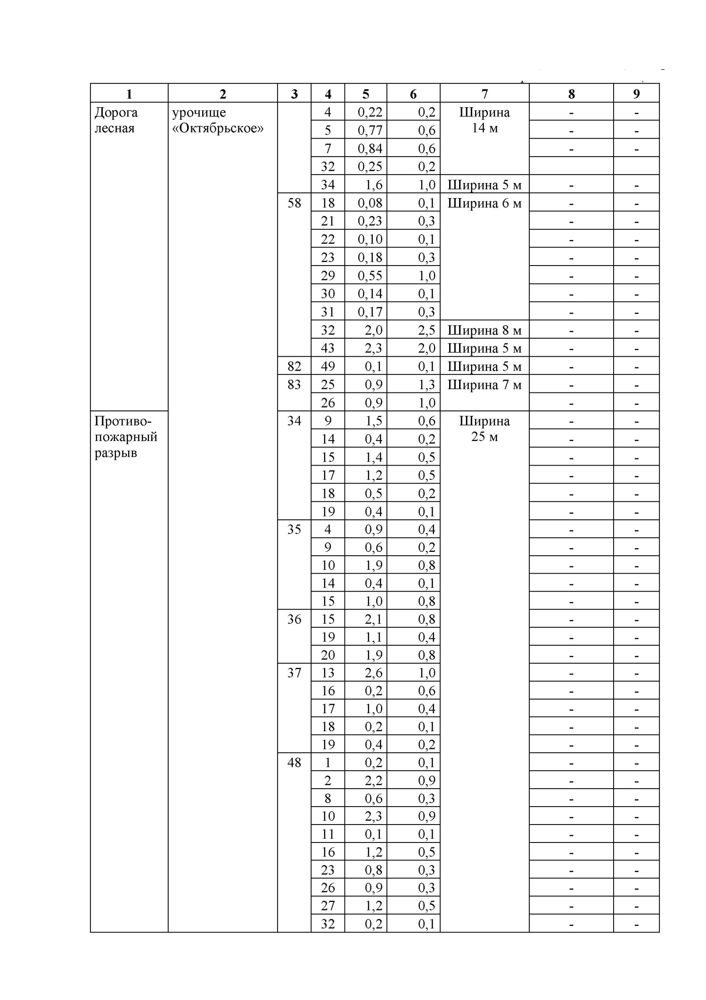 1 2 3 4 5 6 7 8 9
Дорога урочище 4 0,22 0,2 Ширина - -
лесная «Октябрьское» 5 0,77 0,6 14 м - -
7 0,84 0,6 - -
32 0,25 0,2
34 1,6 1,0 Ширина 5 м - -
58 18 0,08 0,1 Ширина 6 м - -
21 0,23 0,3 - -
22 0,10 0,1 - -
23 0,18 0,3 - -
29 0,55 1,0 - -
30 0,14 0,1 - -
31 0,17 0,3 - -
32 2,0 2,5 Ширина 8 м - -
43 2,3 2,0 Ширина 5 м - -
82 49 0,1 0,1 Ширина 5 м - -
83 25 0,9 1,3 Ширина 7 м - -
26 0,9 1,0 - -
Противо- 34 9 1,5 0,6 Ширина - -
пожарный 14 0,4 0,2 25 м - -
разрыв 15 1,4 0,5 - -
17 1,2 0,5 - -
18 0,5 0,2 - -
19 0,4 0,1 - -
35 4 0,9 0,4 - -
9 0,6 0,2 - -
10 1,9 0,8 - -
14 0,4 0,1 - -
15 1,0 0,8 - -
36 15 2,1 0,8 - -
19 1,1 0,4 - -
20 1,9 0,8 - -
37 13 2,6 1,0 - -
16 0,2 0,6 - -
17 1,0 0,4 - -
18 0,2 0,1 - -
19 0,4 0,2 - -
48 1 0,2 0,1 - -
2 2,2 0,9 - -
8 0,6 0,3 - -
10 2,3 0,9 - -
11 0,1 0,1 - -
16 1,2 0,5 - -
23 0,8 0,3 - -
26 0,9 0,3 - -
27 1,2 0,5 - -
32 0,2 0,1 - -